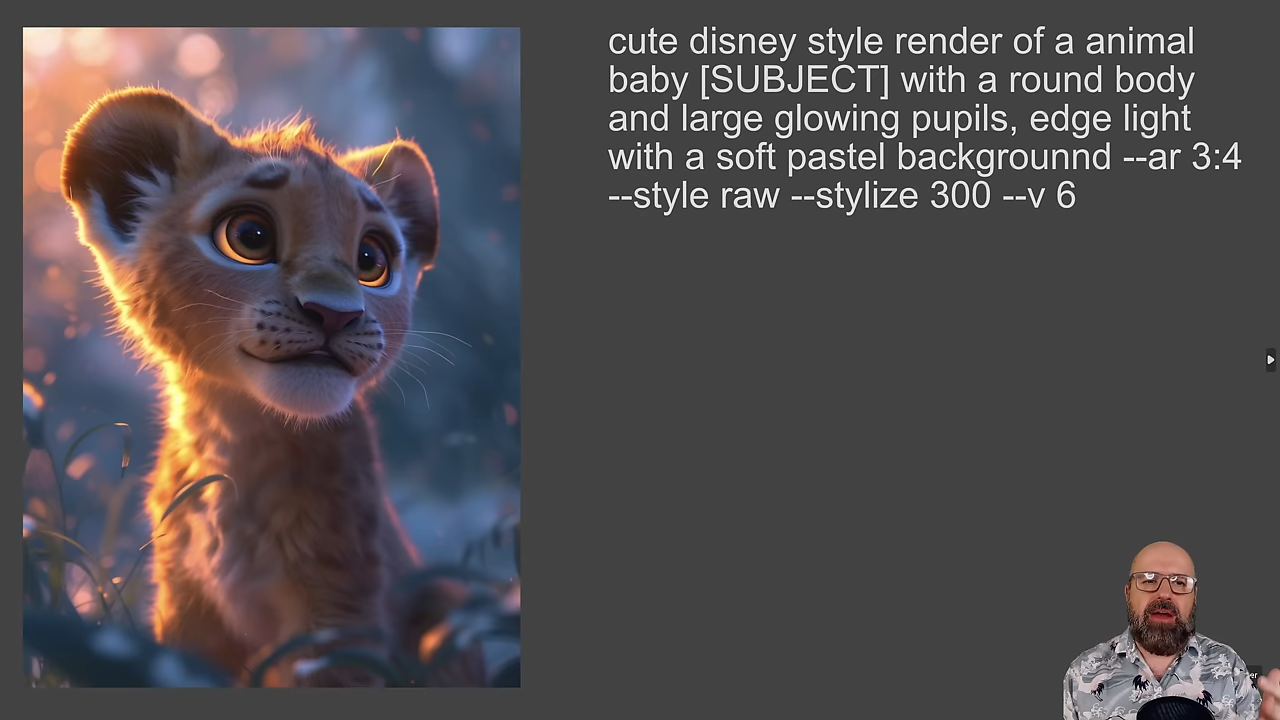 cute disney style render of a animal
baby [SUBJECT] with a round body
and large glowing pupils, edge light
with a soft pastel backgrounnd --ar 3:4
--style raw --stylize 300 --v 6